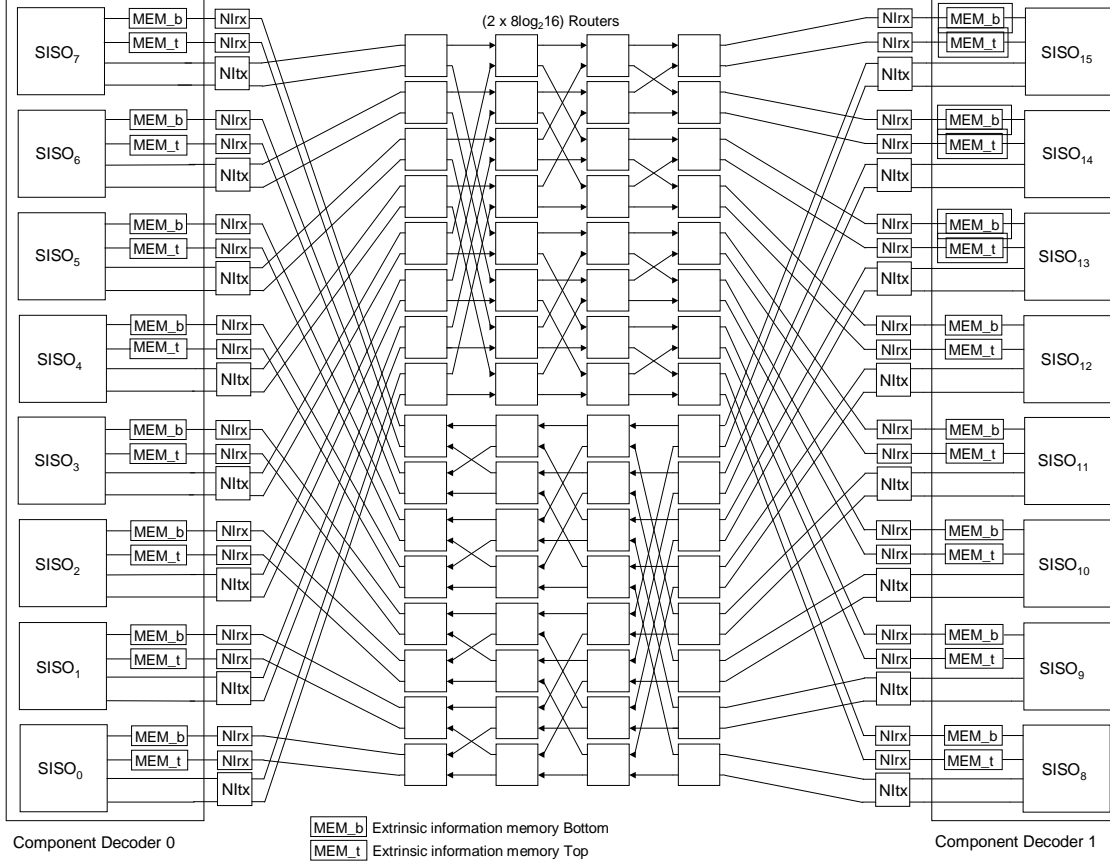 (2 x 8log₂16) Routers
MEM_b NIrx
SISO₇ MEM_t NIrx
NItx
MEM_b NIrx
SISO₆ MEM_t NIrx
NItx
MEM_b NIrx
SISO₅ MEM_t NIrx
NItx
MEM_b NIrx
SISO₄ MEM_t NIrx
NItx
MEM_b NIrx
SISO₃ MEM_t NIrx
NItx
MEM_b NIrx
SISO₂ MEM_t NIrx
NItx
MEM_b NIrx
SISO₁ MEM_t NIrx
NItx
MEM_b NIrx
SISO₀ MEM_t NIrx
NItx
Component Decoder 0
NIrx MEM_b
NIrx MEM_t SISO₁₅
NItx
NIrx MEM_b
NIrx MEM_t SISO₁₄
NItx
NIrx MEM_b
NIrx MEM_t SISO₁₃
NItx
NIrx MEM_b
NIrx MEM_t SISO₁₂
NItx
NIrx MEM_b
NIrx MEM_t SISO₁₁
NItx
NIrx MEM_b
NIrx MEM_t SISO₁₀
NItx
NIrx MEM_b
NIrx MEM_t SISO₉
NItx
NIrx MEM_b
NIrx MEM_t SISO₈
NItx
Component Decoder 1
MEM_b Extrinsic information memory Bottom
MEM_t Extrinsic information memory Top